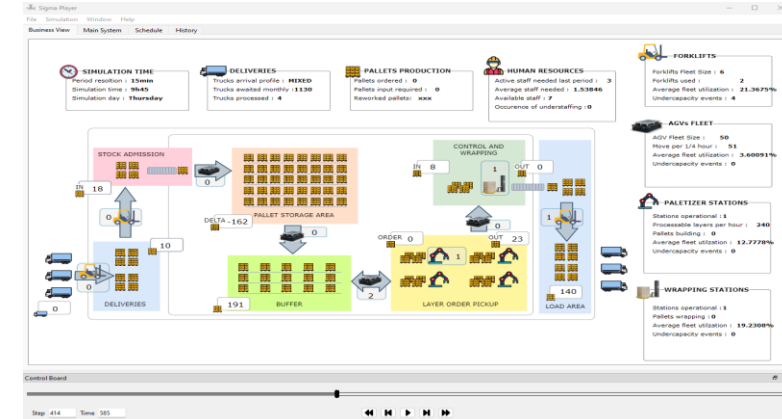 Sigma Player
File Simulation Window Help
Business View Main System Schedule History
SIMULATION TIME
Period resoltion : 15min
Simulation time : 9h45
Simulation day : Thursday
DELIVERIES
Trucks arrival profile : MIXED
Trucks awaited monthly :1130
Trucks processed : 4
PALLETS PRODUCTION
Pallets ordered : 0
Pallets input required : 0
Reworked pallets: xxx
HUMAN RESOURCES
Active staff needed last period : 3
Average staff needed : 1.53846
Available staff : 7
Occurence of understaffing :0
FORKLIFTS
Forklifts Fleet Size : 6
Forklifts used : 2
Average fleet utilization : 21.3675%
Undercapacity events : 4
AGVs FLEET
AGV Fleet Size : 50
Move per 1/4 hour : 51
Average fleet utilization : 3.60091%
Undercapacity events : 0
PALETIZER STATIONS
Stations operational :1
Processable layers per hour : 240
Pallets building : 0
Average fleet utilzation : 12.7778%
Undercapacity events : 0
WRAPPING STATIONS
Stations operational :1
Pallets wrapping : 0
Average fleet utilzation : 19.2308%
Undercapacity events : 0
STOCK ADMISSION
IN 18
0
0
PALLET STORAGE AREA
DELTA -162
0
CONTROL AND WRAPPING
IN 8
1
OUT 0
0
1
10
0
0
DELIVERIES
191
BUFFER
2
ORDER 0
OUT 23
1
LAYER ORDER PICKUP
140
LOAD AREA
Control Board
Step 414 Time 585